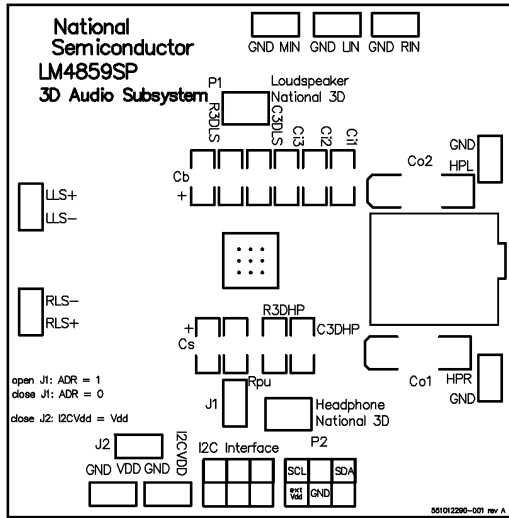 National
Semiconductor
LM4859SP
3D Audio Subsystem
GND MIN GND LIN GND RIN
P1
Loudspeaker
National 3D
R3DLS
C3DLS
Ci3
Ci2
Ci1
Cb
+
Co2
GND
HPL
LLS+
LLS-
RLS-
RLS+
+
Cs
R3DHP
C3DHP
Rpu
J1
Co1
HPR
GND
open J1: ADR = 1
close J1: ADR = 0
close J2: I2CVdd = Vdd
Headphone
National 3D
P2
J2
GND VDD GND
I2CVDD
I2C Interface
SCL SDA
ext
Vdd
GND
551012290-001 rev A